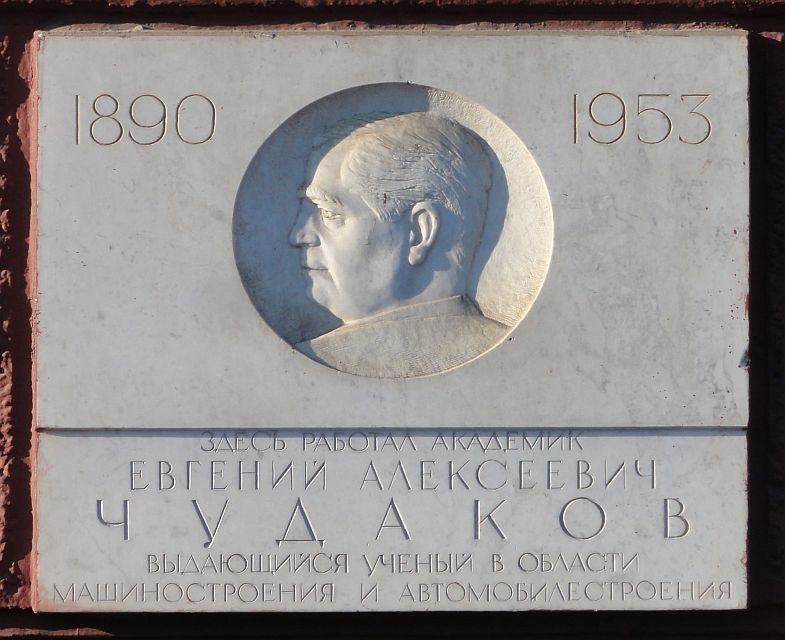 1890 1953
ЗДЕСЬ РАБОТАЛ АКАДЕМИК
ЕВГЕНИЙ АЛЕКСЕЕВИЧ
ЧУДАКОВ
ВЫДАЮЩИЙСЯ УЧЕНЫЙ В ОБЛАСТИ
МАШИНОСТРОЕНИЯ И АВТОМОБИЛЕСТРОЕНИЯ